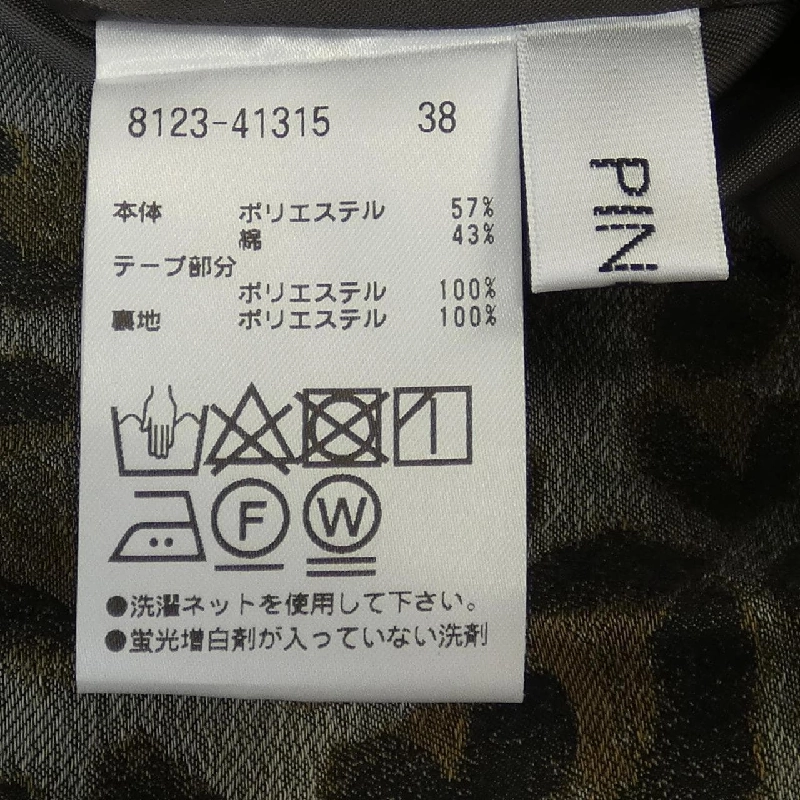 8123-41315 38
本体 ポリエステル 57%
綿 43%
テープ部分
ポリエステル 100%
裏地 ポリエステル 100%
F W
●洗濯ネットを使用して下さい。
●蛍光増白剤が入っていない洗剤
PIN